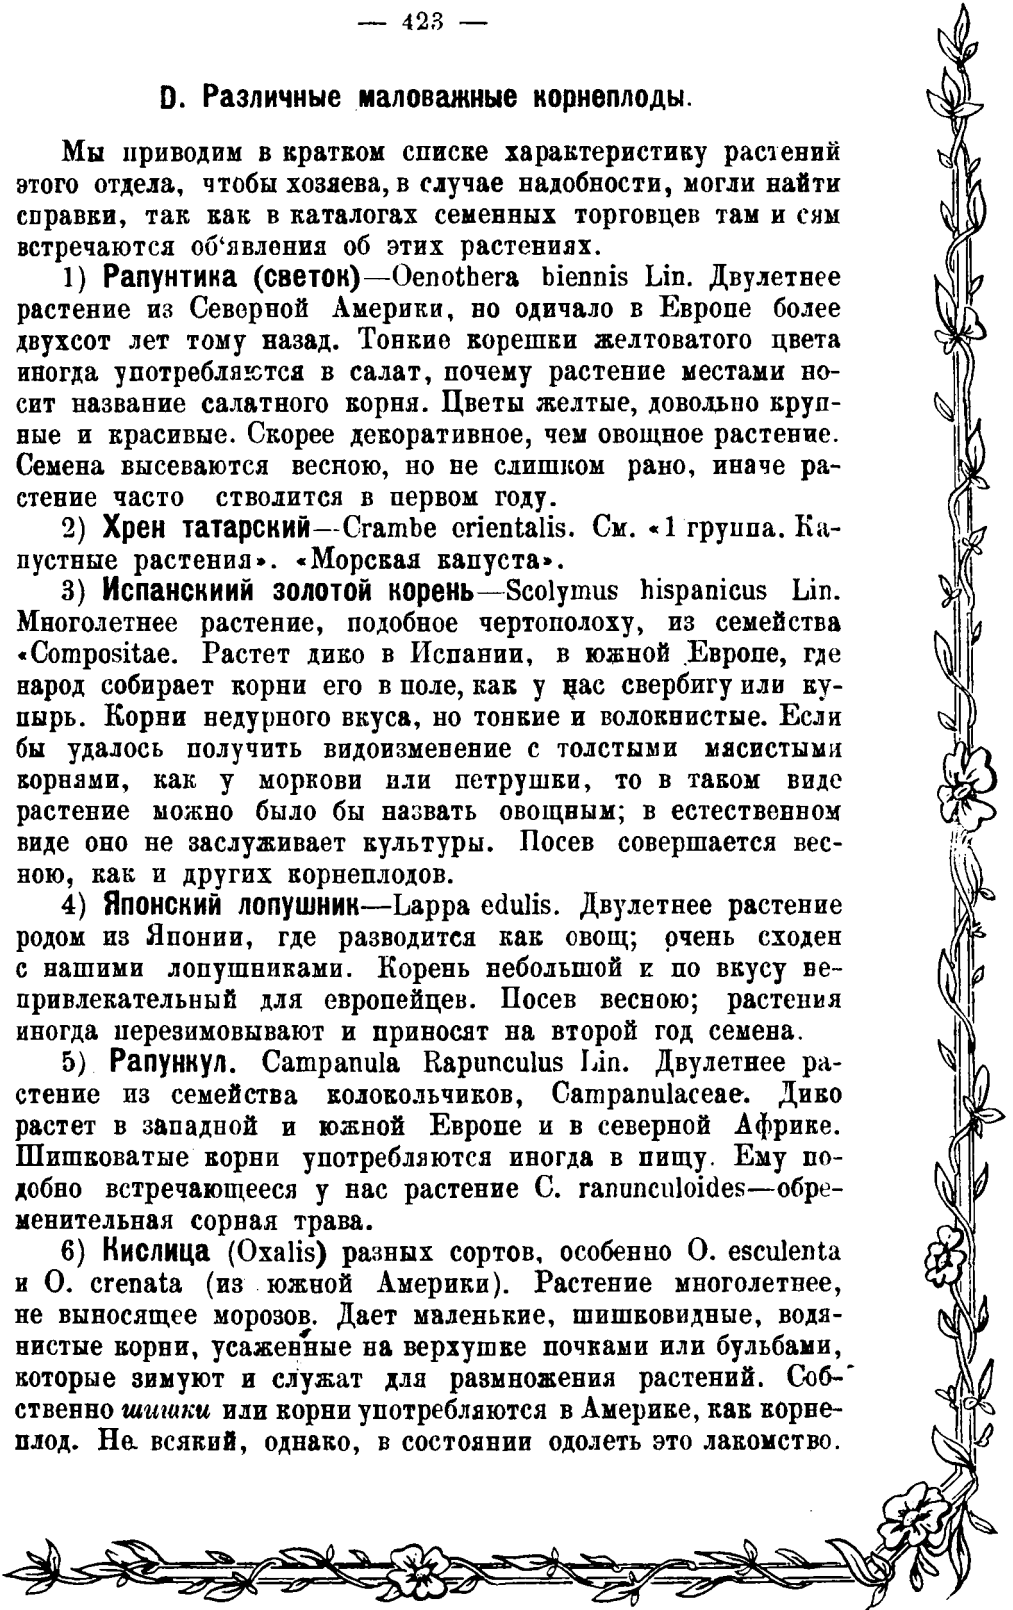 — 423 —
D. Различные маловажные корнеплоды.
Мы приводим в кратком списке характеристику растений
этого отдела, чтобы хозяева, в случае надобности, могли найти
справки, так как в каталогах семенных торговцев там и сям
встречаются об‘явления об этих растениях.
1) Рапунтика (светок)—Oenothera biennis Lin. Двулетнее
растение из Северной Америки, но одичало в Европе более
двухсот лет тому назад. Тонкие корешки желтоватого цвета
иногда употребляются в салат, почему растение местами но-
сит название салатного корня. Цветы желтые, довольно круп-
ные и красивые. Скорее декоративное, чем овощное растение.
Семена высеваются весною, но не слишком рано, иначе ра-
стение часто стволится в первом году.
2) Хрен татарский—Crambe orientalis. См. «1 группа. Ка-
пустные растения». «Морская капуста».
3) Испанскиий золотой корень—Scolymus hispanicus Lin.
Многолетнее растение, подобное чертополоху, из семейства
«Compositae. Растет дико в Испании, в южной Европе, где
народ собирает корни его в поле, как у нас свербигу или ку-
пырь. Корни недурного вкуса, но тонкие и волокнистые. Если
бы удалось получить видоизменение с толстыми мясистыми
корнями, как у моркови или петрушки, то в таком виде
растение можно было бы назвать овощным; в естественном
виде оно не заслуживает культуры. Посев совершается вес-
ною, как и других корнеплодов.
4) Японский лопушник—Lappa edulis. Двулетнее растение
родом из Японии, где разводится как овощ; очень сходен
с нашими лопушниками. Корень небольшой и по вкусу не-
привлекательный для европейцев. Посев весною; растения
иногда перезимовывают и приносят на второй год семена.
5) Рапункул. Campanula Rapunculus Lin. Двулетнее ра-
стение из семейства колокольчиков, Campanulaceae. Дико
растет в западной и южной Европе и в северной Африке.
Шишковатые корни употребляются иногда в пищу. Ему по-
добно встречающееся у нас растение C. ranunculoides—обре-
менительная сорная трава.
6) Кислица (Oxalis) разных сортов, особенно O. esculenta
и O. crenata (из южной Америки). Растение многолетнее,
не выносящее морозов. Дает маленькие, шишковидные, водя-
нистые корни, усаженные на верхушке почками или бульбами,
которые зимуют и служат для размножения растений. Соб-
ственно шишки или корни употребляются в Америке, как корне-
плод. Не всякий, однако, в состоянии одолеть это лакомство.